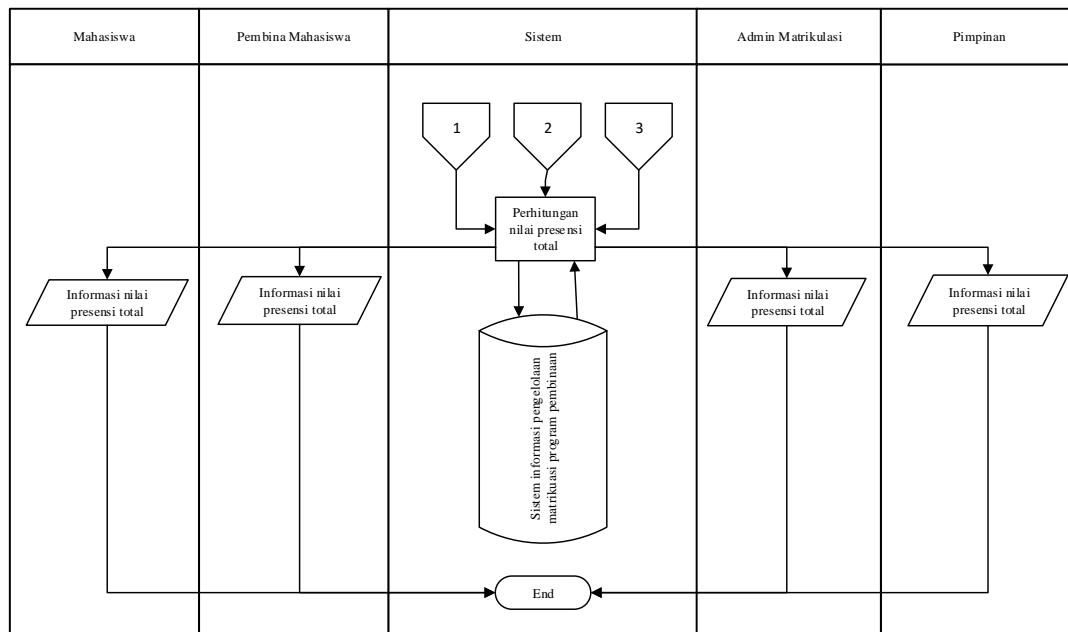 Mahasiswa
Pembina Mahasiswa
Sistem
Admin Matrikulasi
Pimpinan
1
2
3
Perhitungan
nilai presensi
total
Informasi nilai
presensi total
Informasi nilai
presensi total
Informasi nilai
presensi total
Informasi nilai
presensi total
Sistem informasi pengelolaan
matrikuasi program pembinaan
End